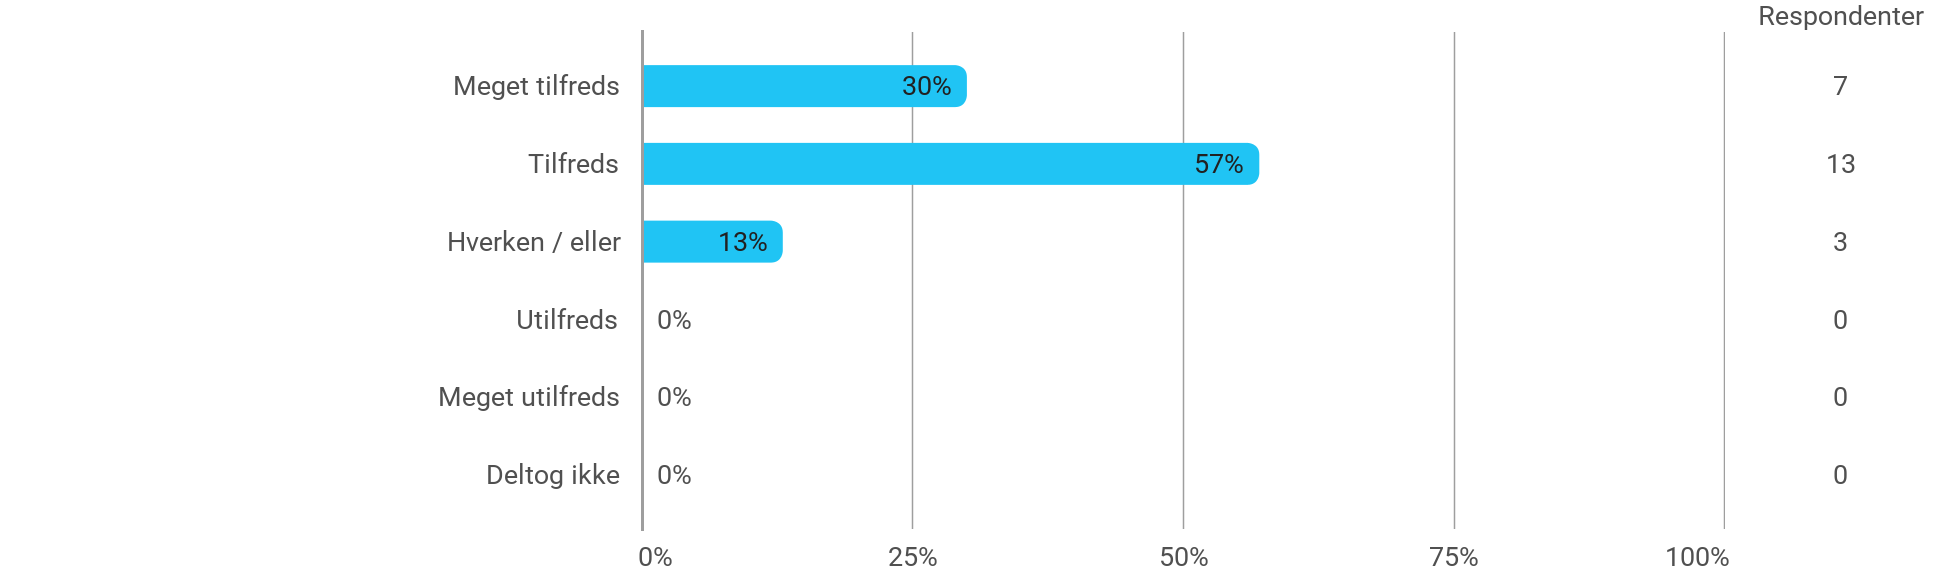 Respondenter
Meget tilfreds 30% 7
Tilfreds 57% 13
Hverken / eller 13% 3
Utilfreds 0% 0
Meget utilfreds 0% 0
Deltog ikke 0% 0
0% 25% 50% 75% 100%